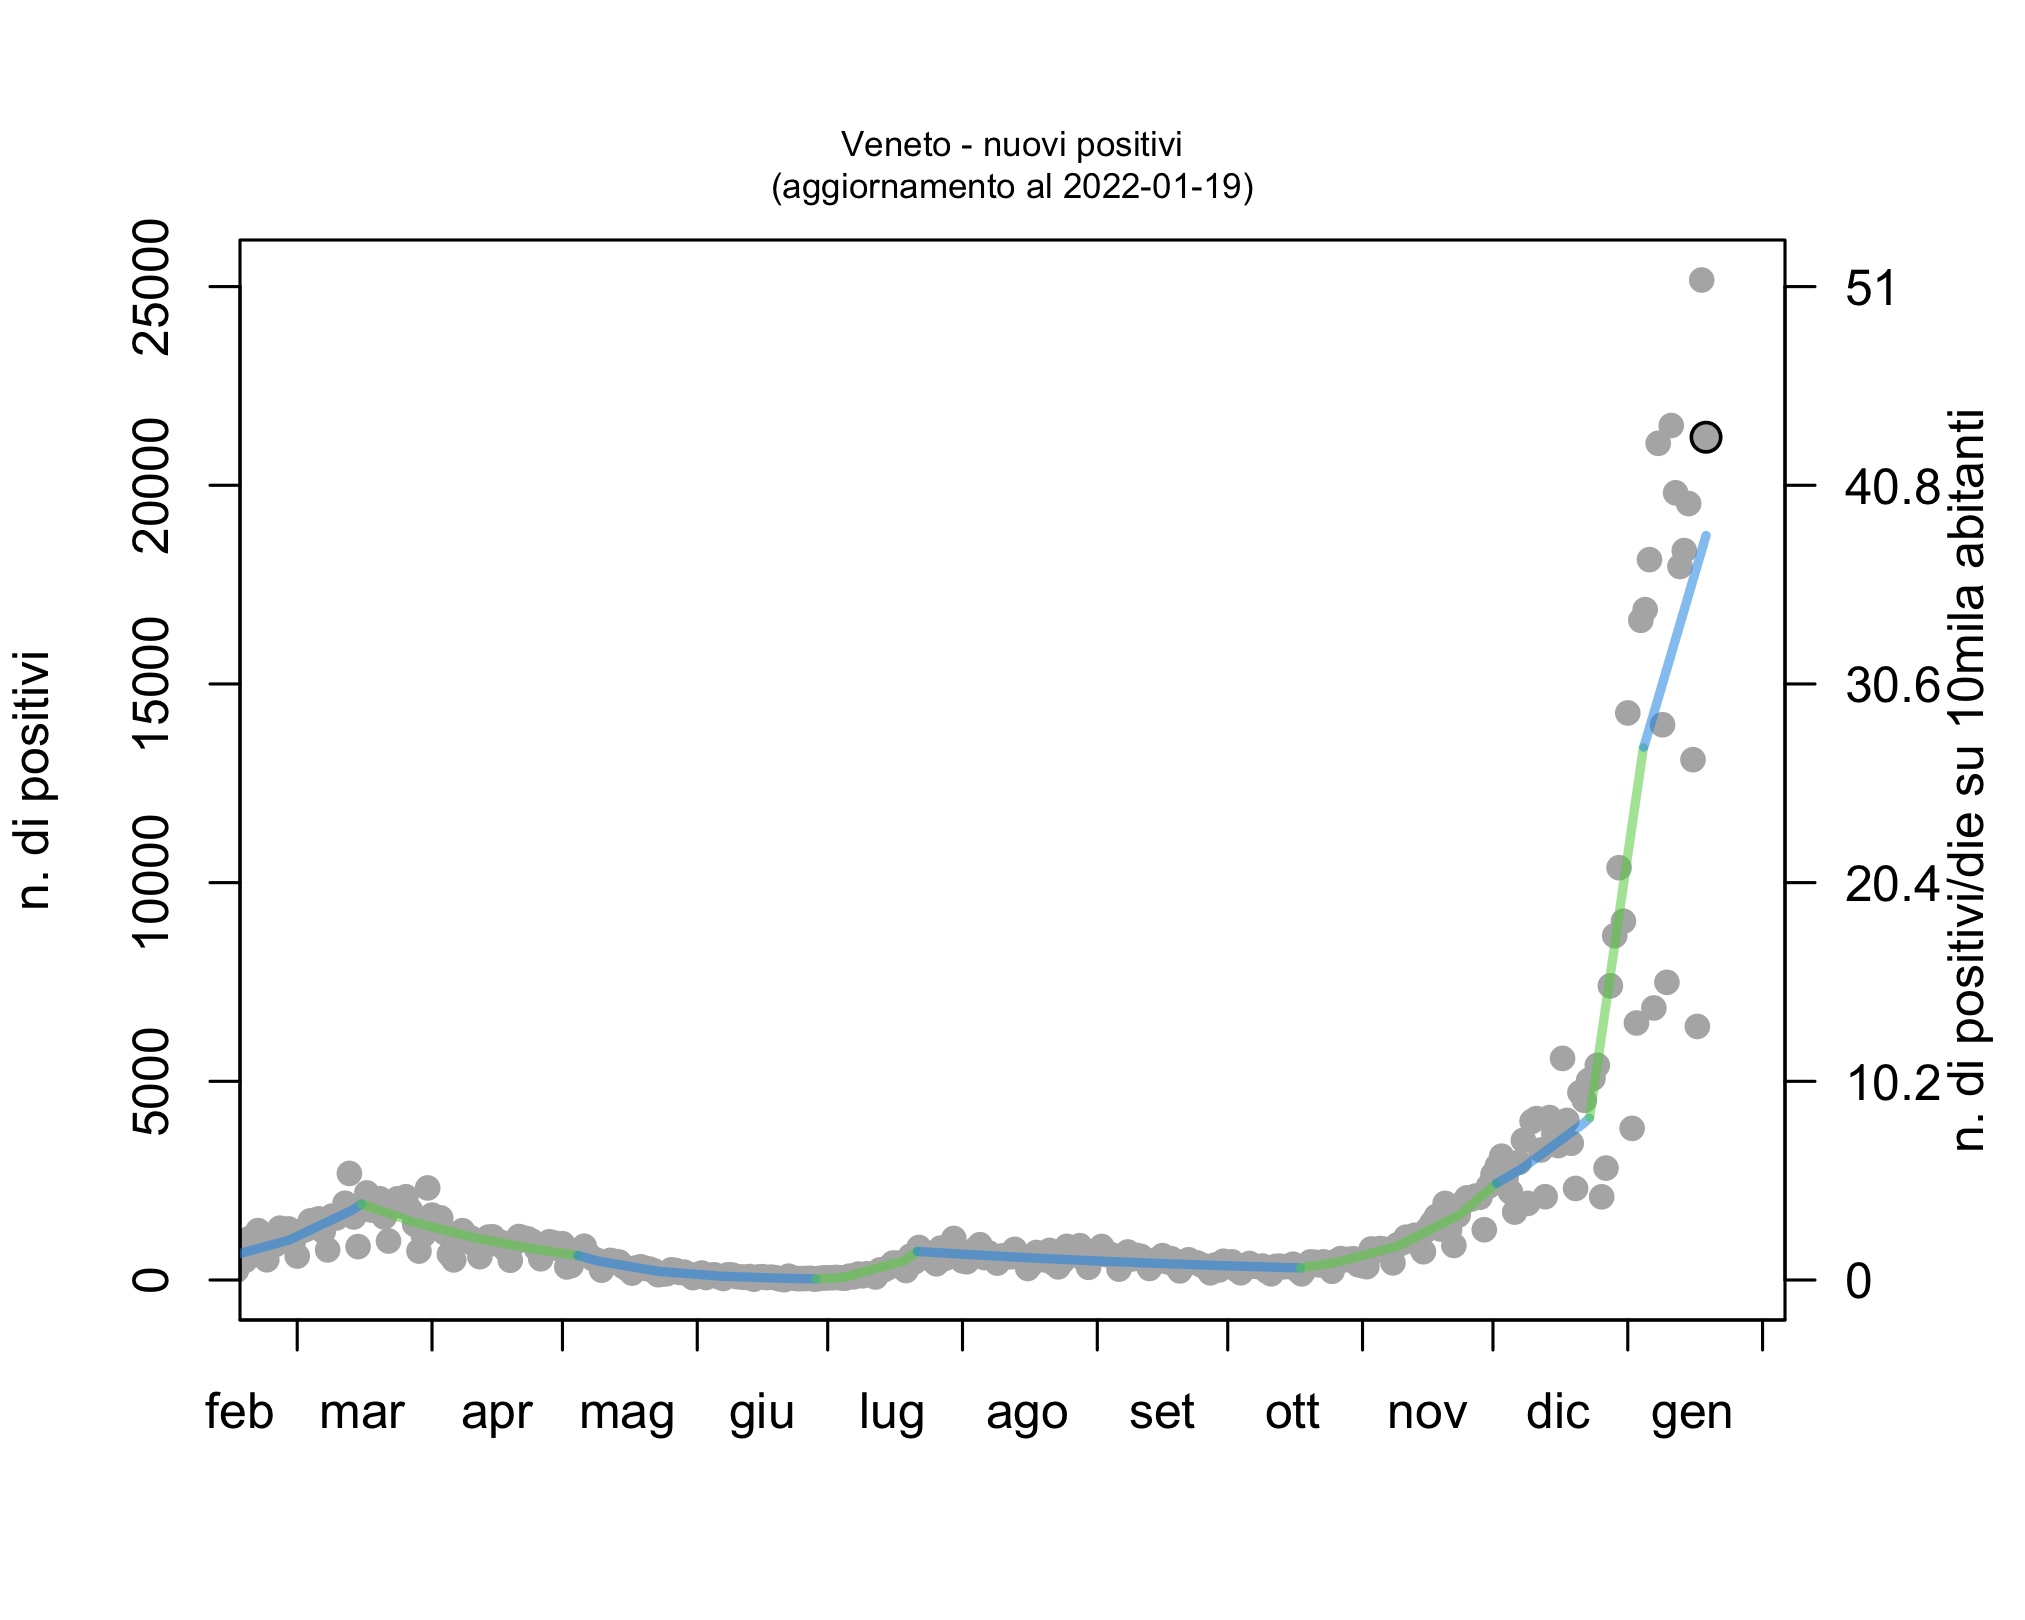 Veneto - nuovi positivi
(aggiornamento al 2022-01-19)
n. di positivi
25000
20000
15000
10000
5000
0
51
40.8
30.6
20.4
10.2
0
n. di positivi/die su 10mila abitanti
feb mar apr mag giu lug ago set ott nov dic gen